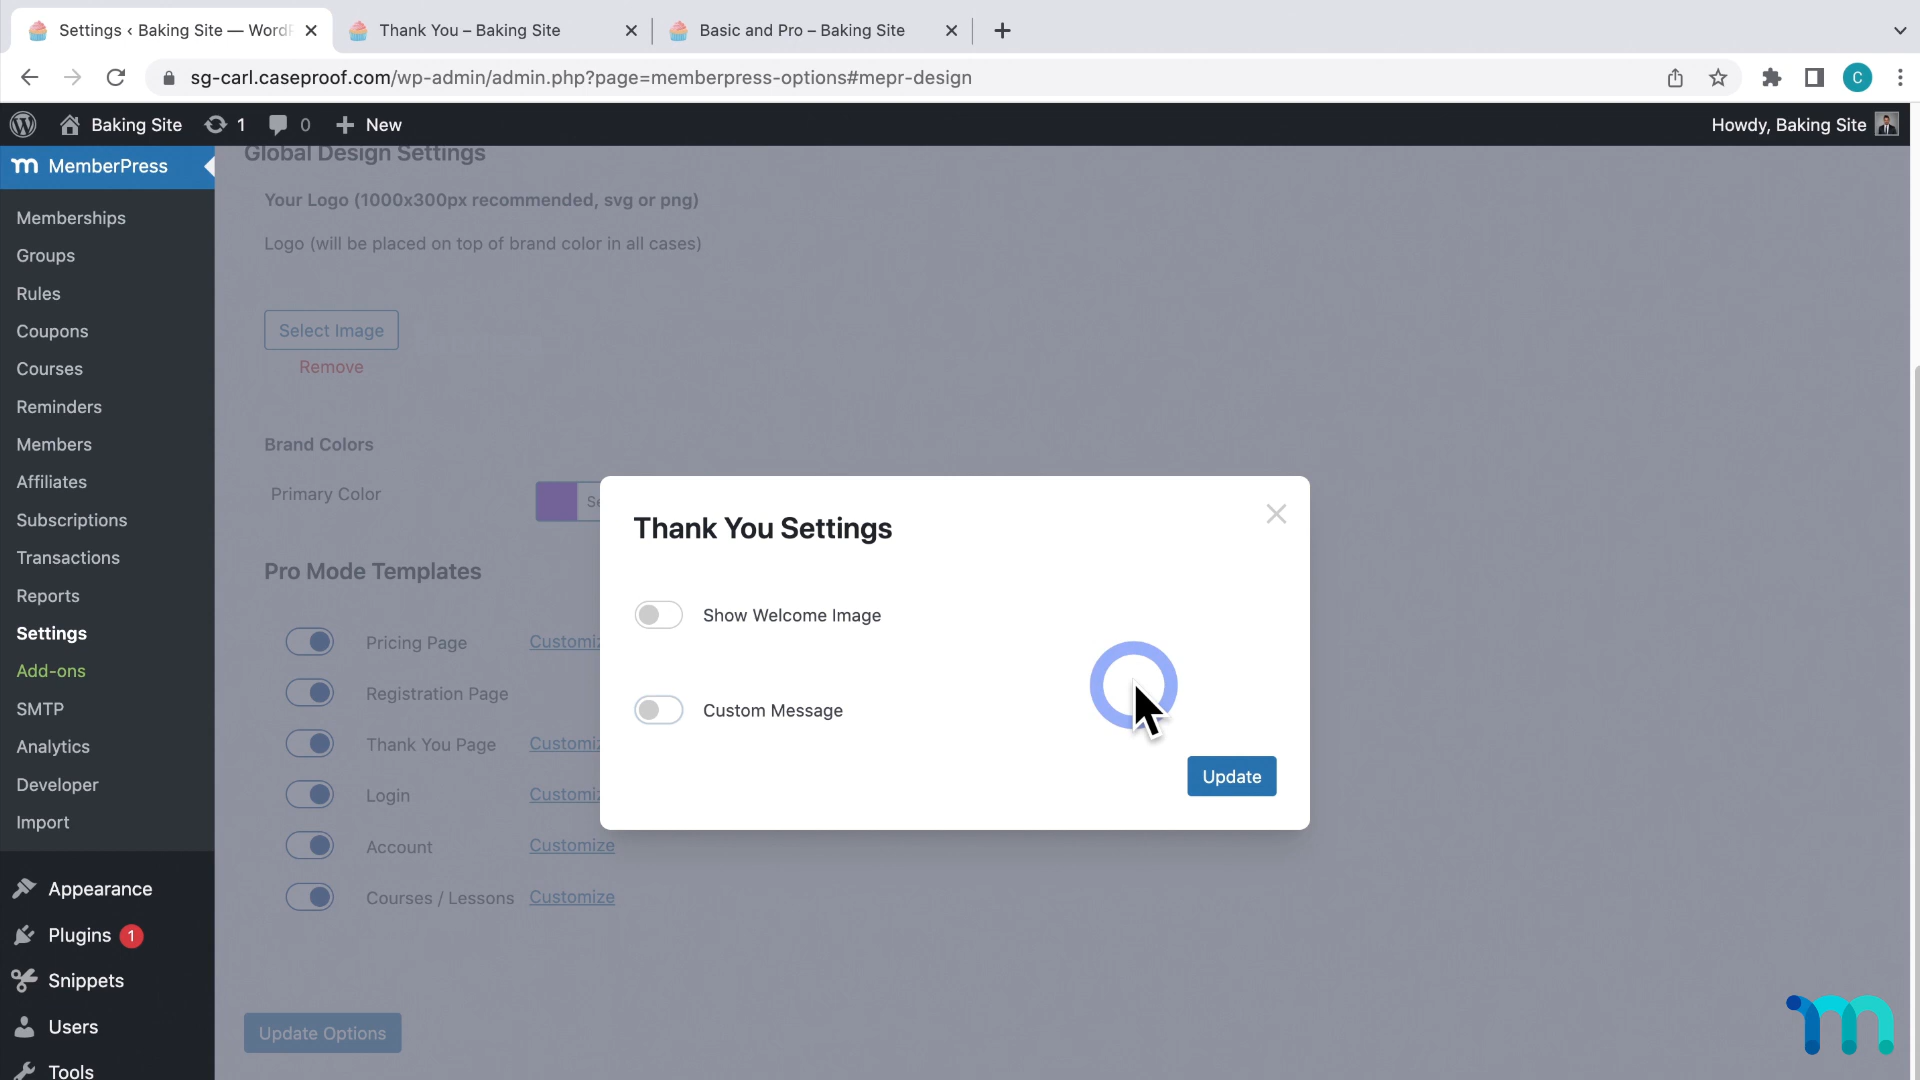 Settings ‹ Baking Site — WordP
Thank You – Baking Site
Basic and Pro – Baking Site
sg-carl.caseproof.com/wp-admin/admin.php?page=memberpress-options#mepr-design
C
Baking Site
1
0
New
Howdy, Baking Site
MemberPress
Memberships
Groups
Rules
Coupons
Courses
Reminders
Members
Affiliates
Subscriptions
Transactions
Reports
Settings
Add-ons
SMTP
Analytics
Developer
Import
Appearance
Plugins 1
Snippets
Users
Tools
Global Design Settings
Your Logo (1000x300px recommended, svg or png)
Logo (will be placed on top of brand color in all cases)
Select Image
Remove
Brand Colors
Primary Color
Se
Pro Mode Templates
Pricing Page Customiz
Registration Page
Thank You Page Customiz
Login Customiz
Account Customize
Courses / Lessons Customize
Update Options
Thank You Settings
Show Welcome Image
Custom Message
Update